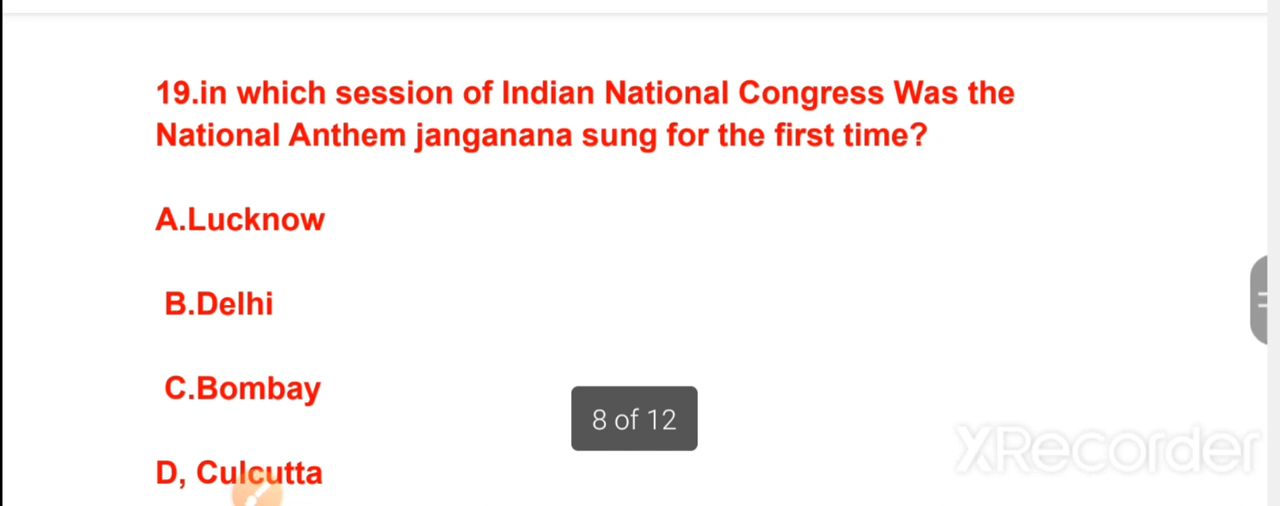 19.in which session of Indian National Congress Was the
National Anthem janganana sung for the first time?
A.Lucknow
B.Delhi
C.Bombay
8 of 12
XRecorder
D, Culcutta